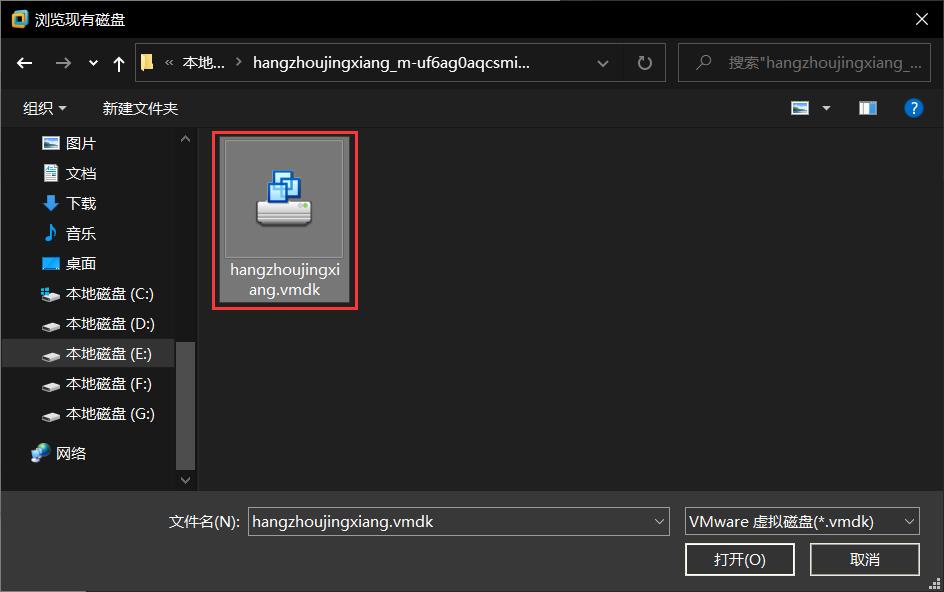 浏览现有磁盘
« 本地... › hangzhoujingxiang_m-uf6ag0aqcsmi...
搜索"hangzhoujingxiang_...
组织
新建文件夹
?
图片
文档
下载
音乐
桌面
本地磁盘 (C:)
本地磁盘 (D:)
本地磁盘 (E:)
本地磁盘 (F:)
本地磁盘 (G:)
网络
hangzhoujingxi
ang.vmdk
文件名(N):
hangzhoujingxiang.vmdk
VMware 虚拟磁盘(*.vmdk)
打开(O)
取消